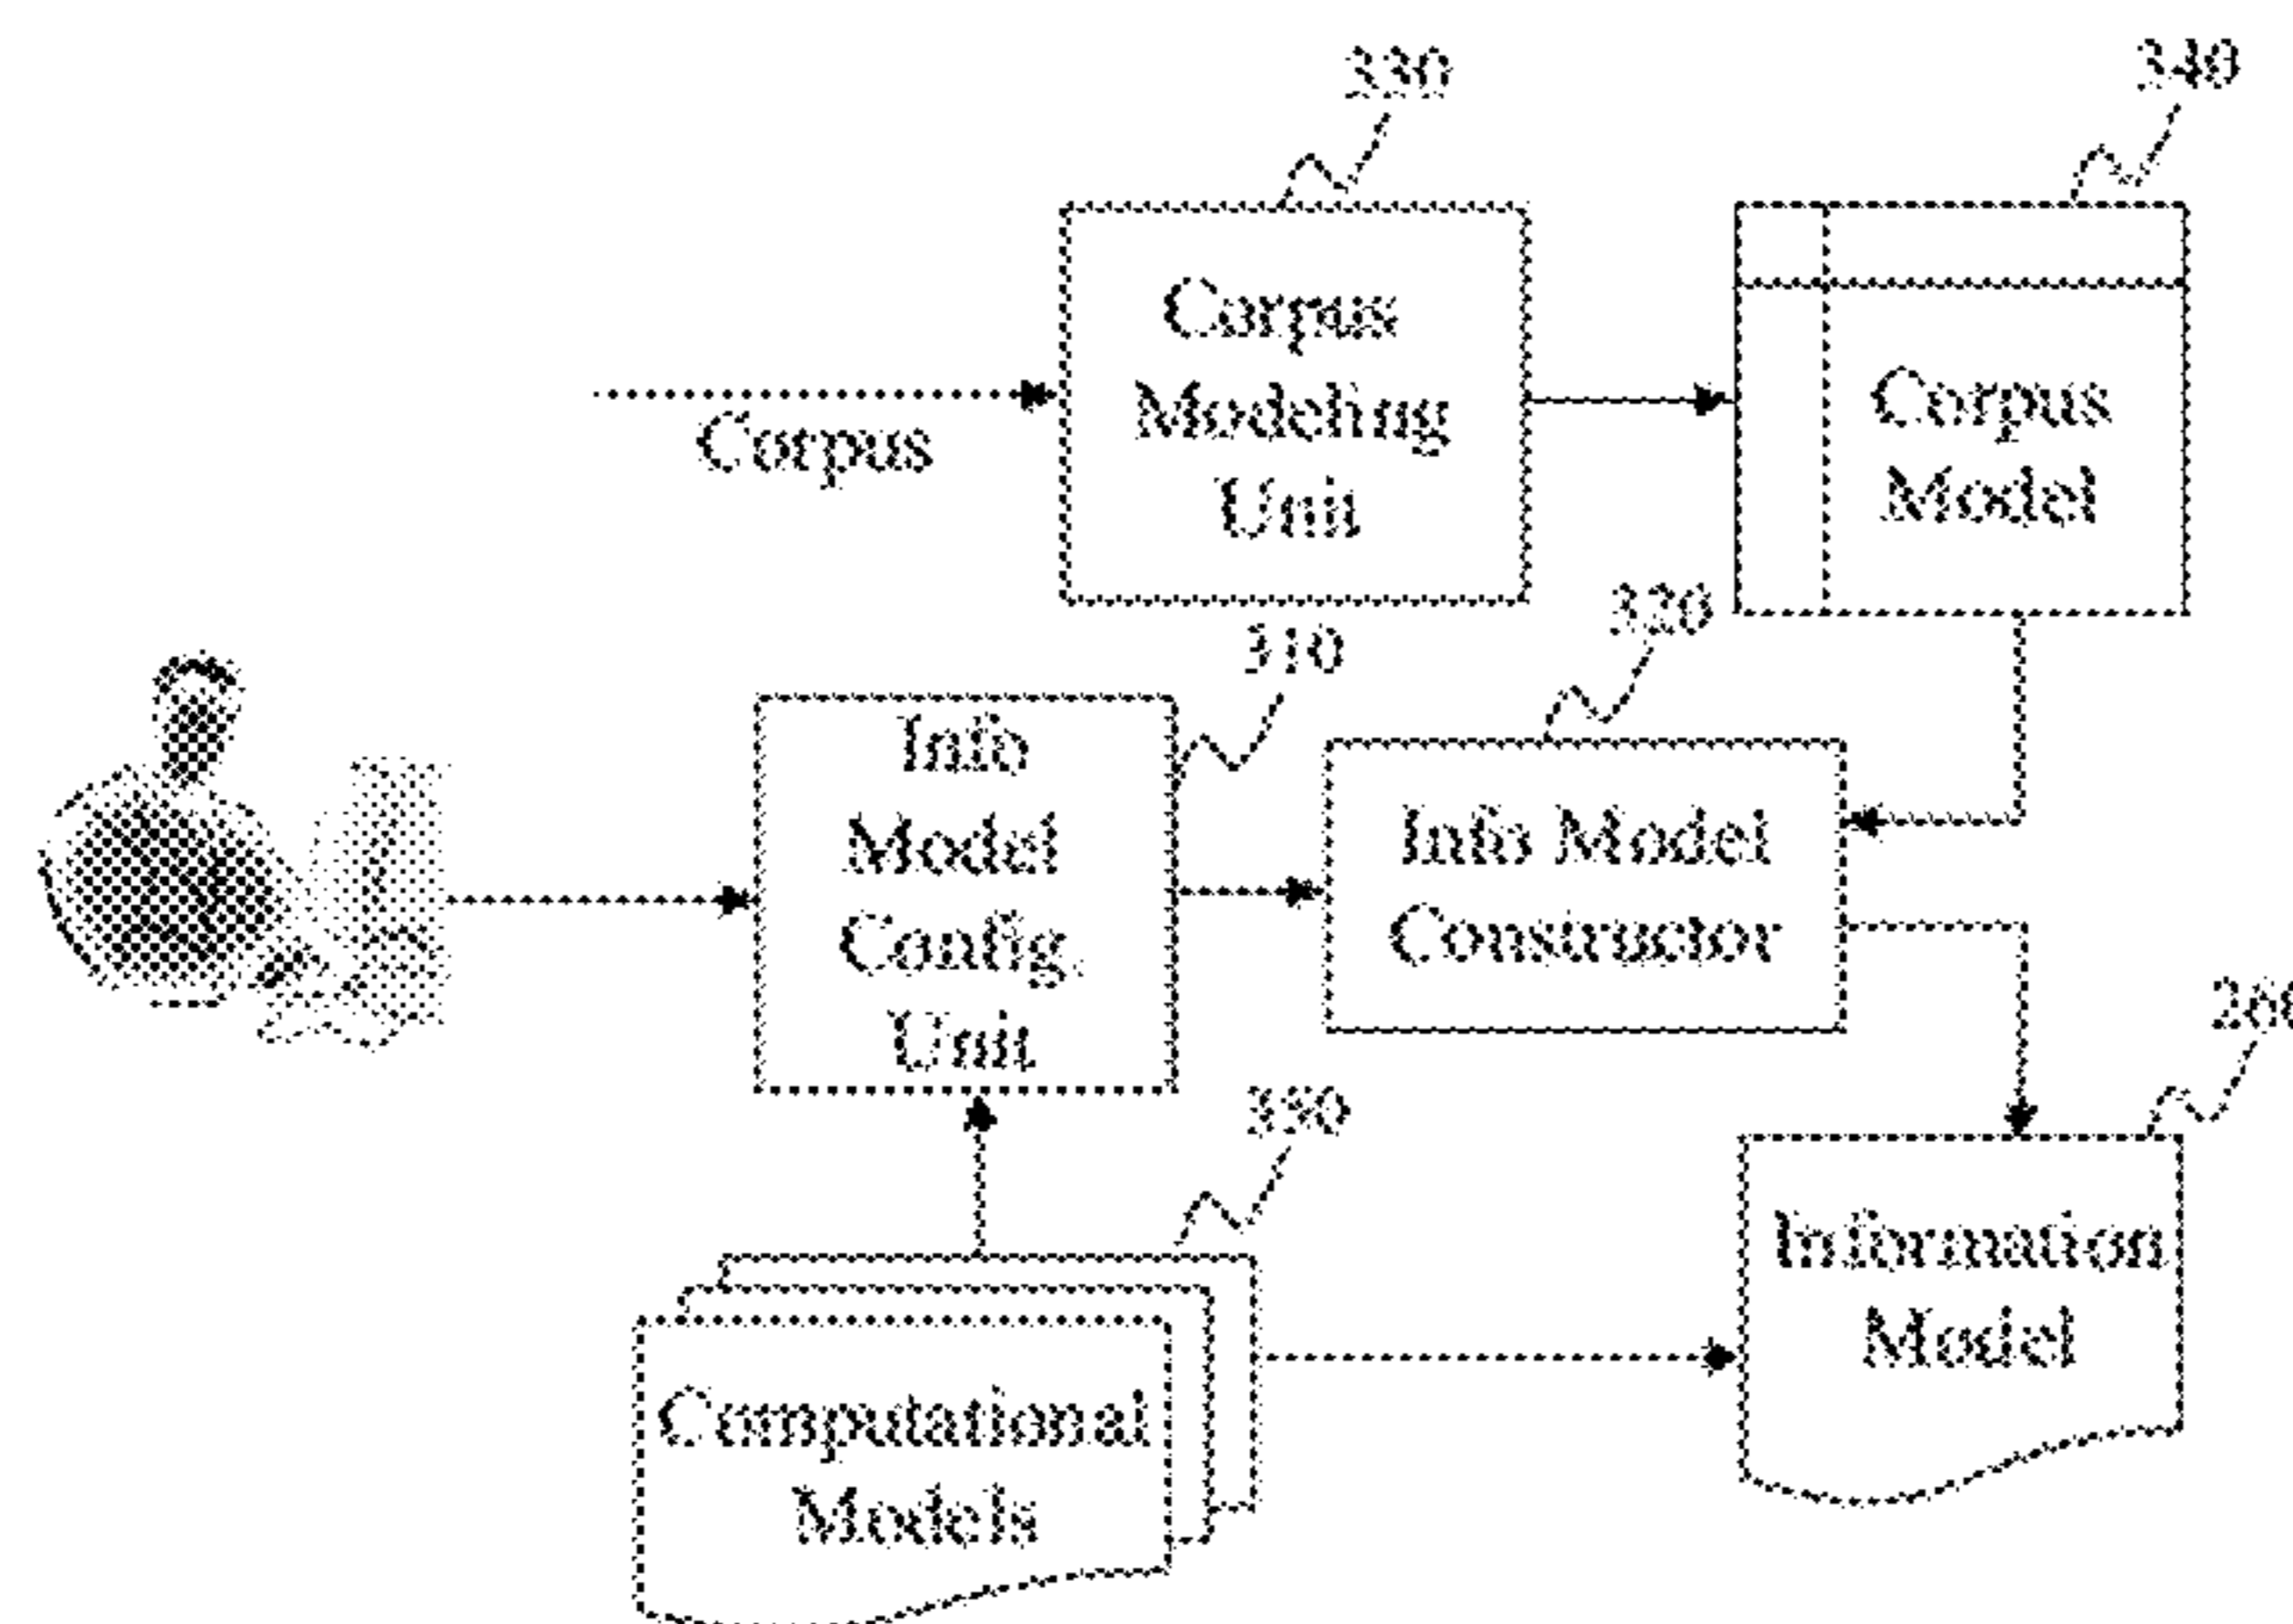 330
340
Corpus
Modeling
Unit
Corpus
Corpus
Model
320
310
Info
Model
Config.
Unit
Info Model
Constructor
350
Information
Model
Computational
Models